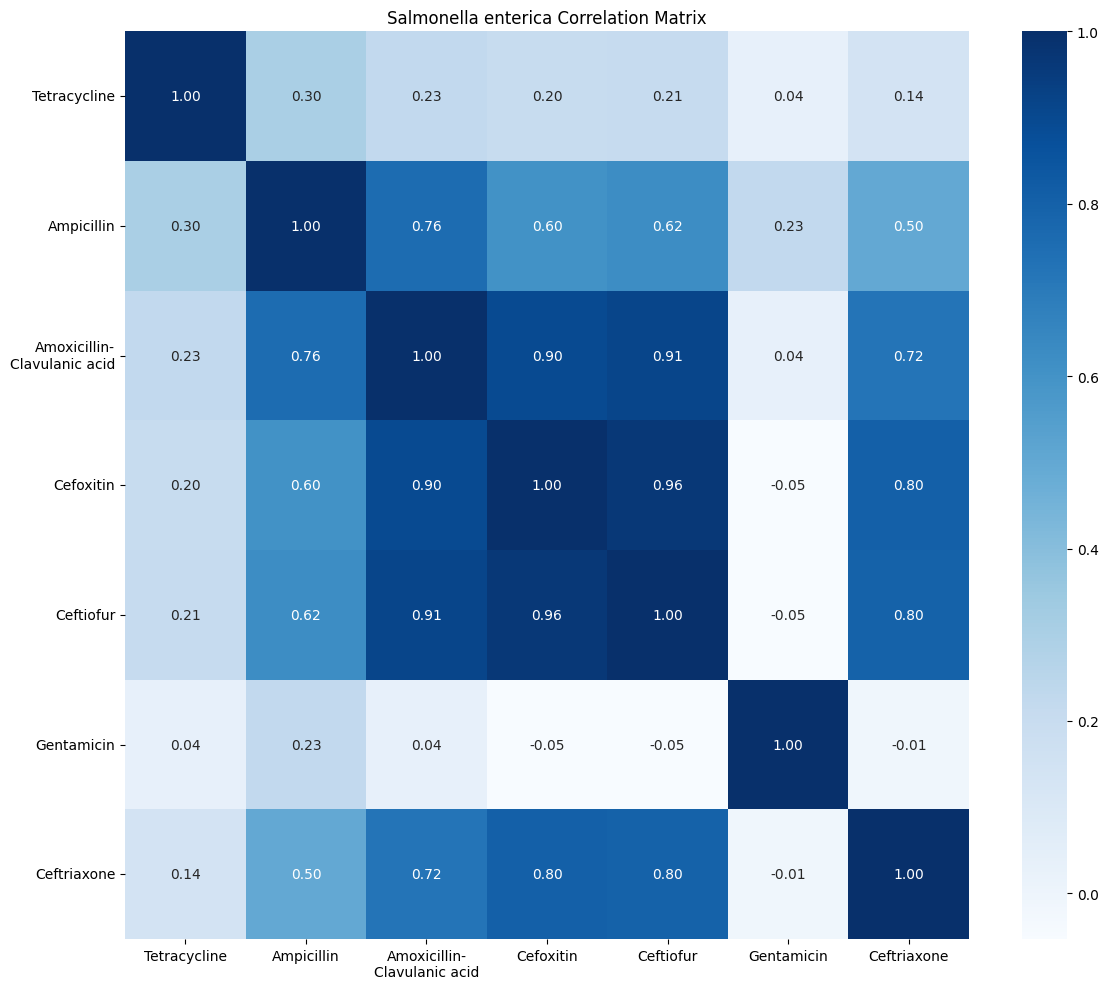 Salmonella enterica Correlation Matrix
Tetracycline 1.00 0.30 0.23 0.20 0.21 0.04 0.14
Ampicillin 0.30 1.00 0.76 0.60 0.62 0.23 0.50
Amoxicillin-
Clavulanic acid 0.23 0.76 1.00 0.90 0.91 0.04 0.72
Cefoxitin 0.20 0.60 0.90 1.00 0.96 -0.05 0.80
Ceftiofur 0.21 0.62 0.91 0.96 1.00 -0.05 0.80
Gentamicin 0.04 0.23 0.04 -0.05 -0.05 1.00 -0.01
Ceftriaxone 0.14 0.50 0.72 0.80 0.80 -0.01 1.00
Tetracycline Ampicillin Amoxicillin- Cefoxitin Ceftiofur Gentamicin Ceftriaxone
Clavulanic acid
1.0
0.8
0.6
0.4
0.2
0.0